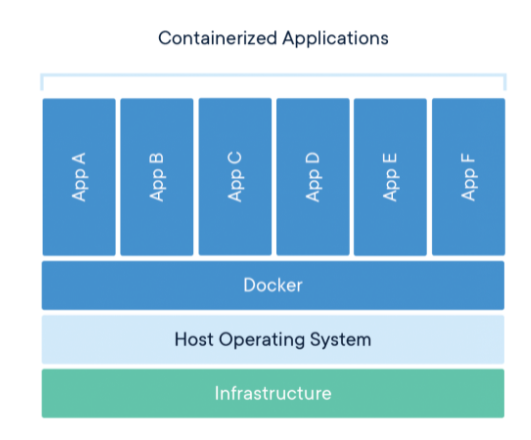 Containerized Applications
App A
App B
App C
App D
App E
App F
Docker
Host Operating System
Infrastructure